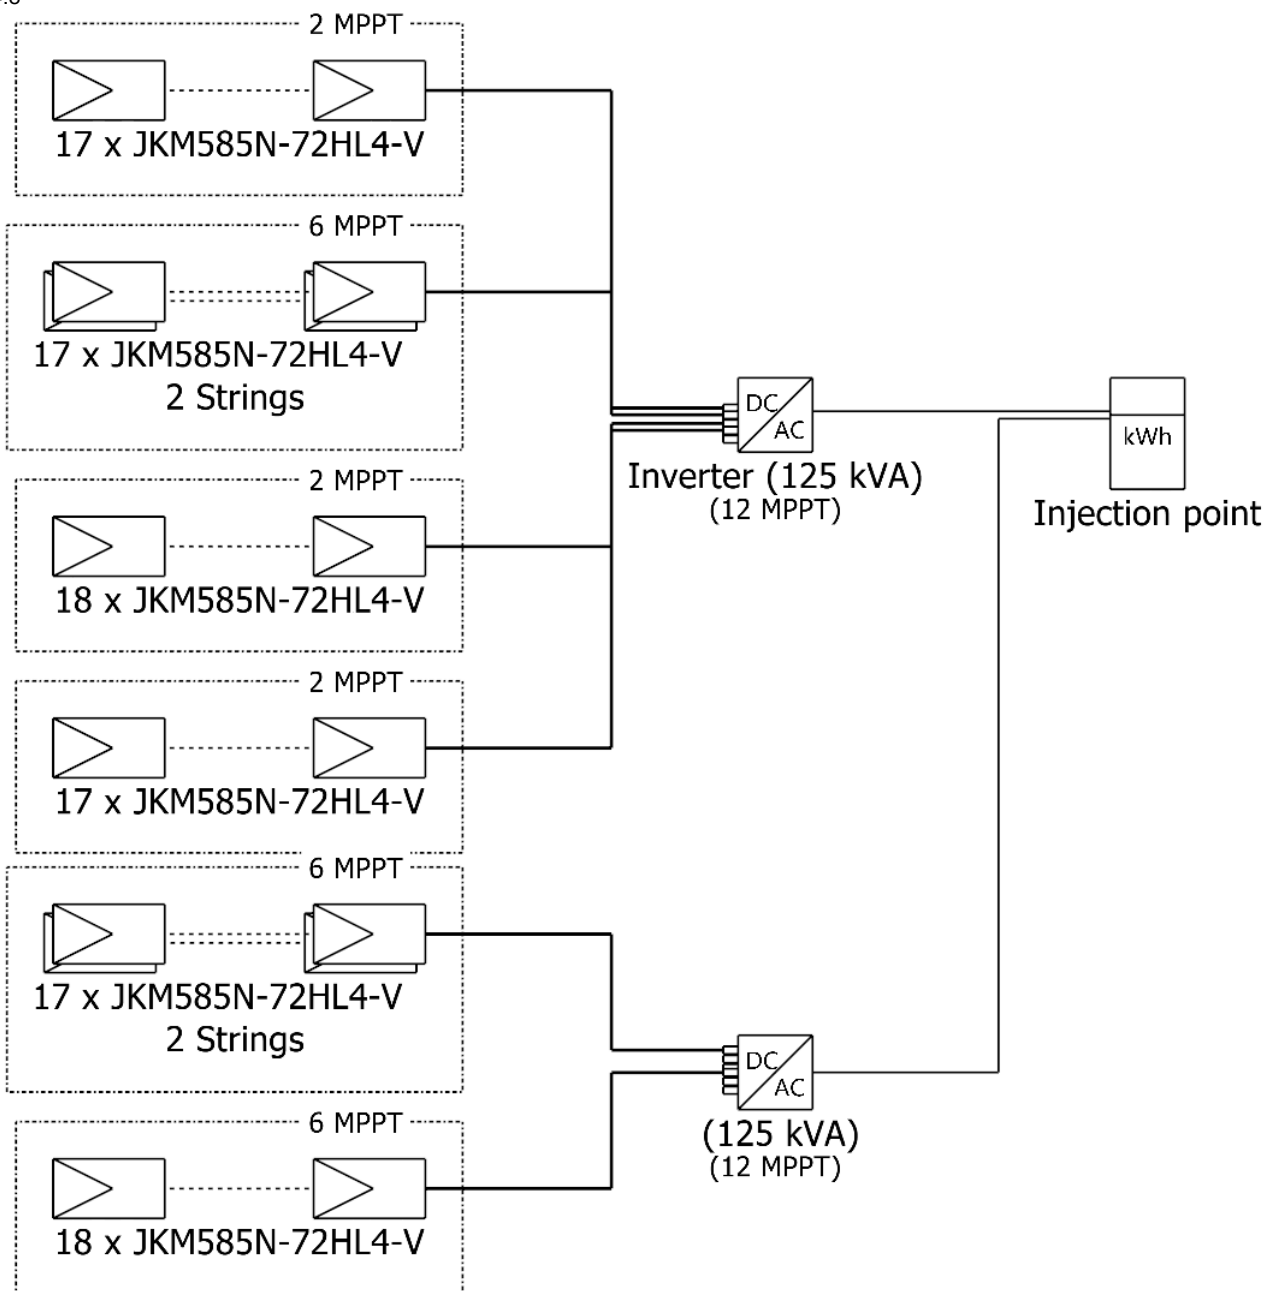 2 MPPT
17 x JKM585N-72HL4-V
6 MPPT
17 x JKM585N-72HL4-V
2 Strings
2 MPPT
18 x JKM585N-72HL4-V
2 MPPT
17 x JKM585N-72HL4-V
6 MPPT
17 x JKM585N-72HL4-V
2 Strings
6 MPPT
18 x JKM585N-72HL4-V
DC
AC
Inverter (125 kVA)
(12 MPPT)
DC
AC
(125 kVA)
(12 MPPT)
kWh
Injection point